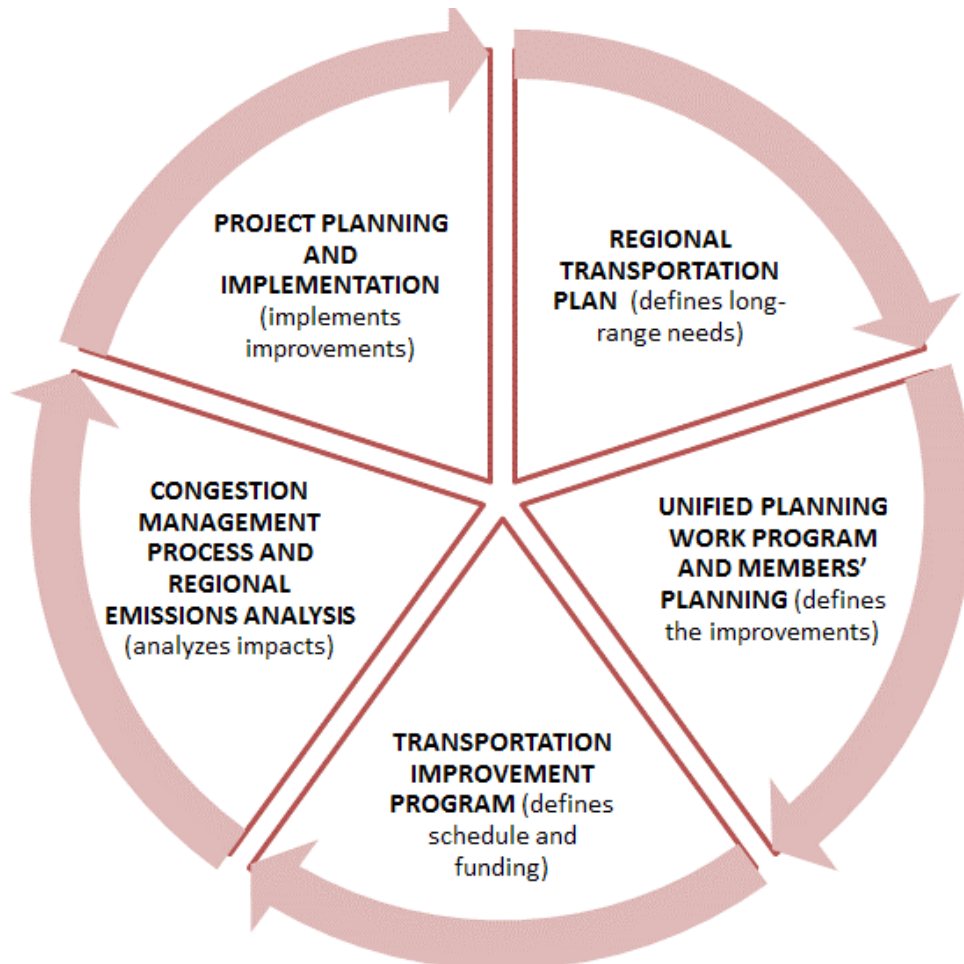 PROJECT PLANNING
AND
IMPLEMENTATION
(implements
improvements)
REGIONAL
TRANSPORTATION
PLAN (defines long-
range needs)
UNIFIED PLANNING
WORK PROGRAM
AND MEMBERS’
PLANNING (defines
the improvements)
TRANSPORTATION
IMPROVEMENT
PROGRAM (defines
schedule and
funding)
CONGESTION
MANAGEMENT
PROCESS AND
REGIONAL
EMISSIONS ANALYSIS
(analyzes impacts)